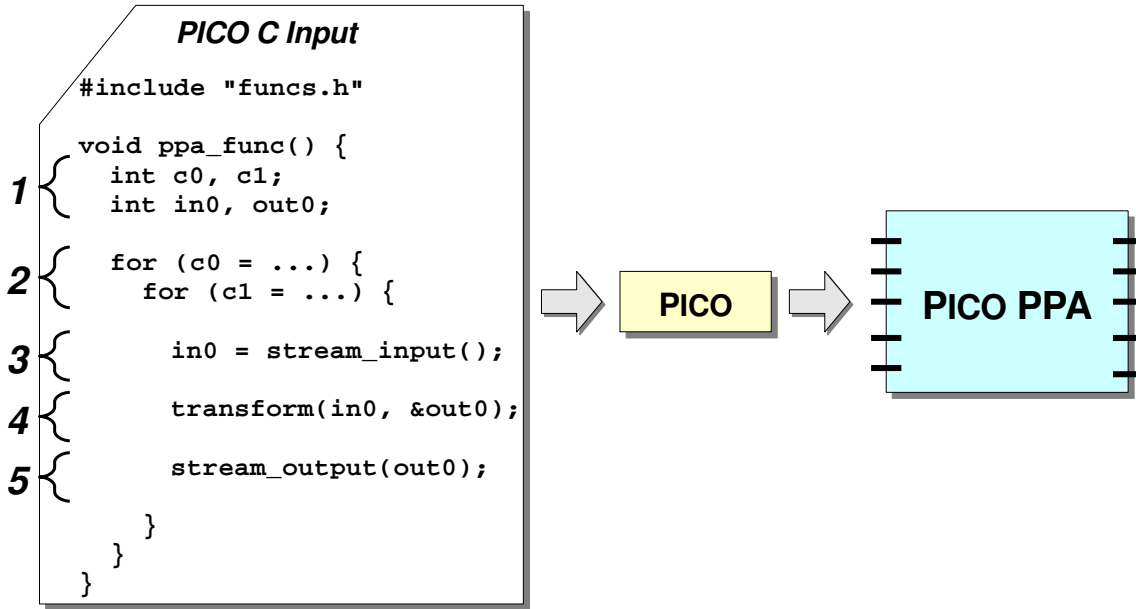 PICO C Input
#include "funcs.h"
void ppa_func() {
1
int c0, c1;
int in0, out0;
2
for (c0 = ...) {
for (c1 = ...) {
3
in0 = stream_input();
4
transform(in0, &out0);
5
stream_output(out0);
}
}
}
PICO
PICO PPA